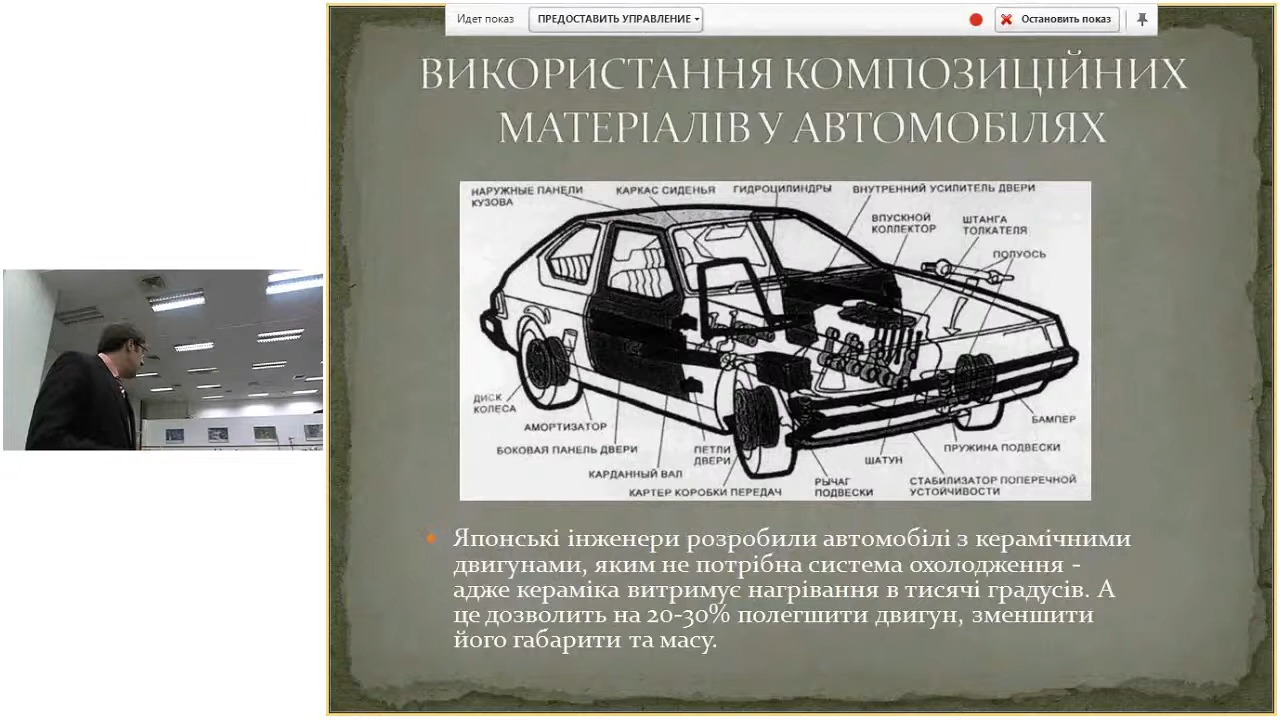 Идет показ
ПРЕДОСТАВИТЬ УПРАВЛЕНИЕ
Остановить показ
ВИКОРИСТАННЯ КОМПОЗИЦІЙНИХ
МАТЕРІАЛІВ У АВТОМОБІЛЯХ
НАРУЖНЫЕ ПАНЕЛИ
КУЗОВА
КАРКАС СИДЕНЬЯ
ГИДРОЦИЛИНДРЫ
ВНУТРЕННИЙ УСИЛИТЕЛЬ ДВЕРИ
ВПУСКНОЙ
КОЛЛЕКТОР
ШТАНГА
ТОЛКАТЕЛЯ
ПОЛУОСЬ
ДИСК
КОЛЕСА
АМОРТИЗАТОР
БОКОВАЯ ПАНЕЛЬ ДВЕРИ
КАРДАННЫЙ ВАЛ
КАРТЕР КОРОБКИ ПЕРЕДАЧ
ПЕТЛИ
ДВЕРИ
РЫЧАГ
ПОДВЕСКИ
ШАТУН
СТАБИЛИЗАТОР ПОПЕРЕЧНОЙ
УСТОЙЧИВОСТИ
ПРУЖИНА ПОДВЕСКИ
БАМПЕР
• Японські інженери розробили автомобілі з керамічними
двигунами, яким не потрібна система охолодження -
адже кераміка витримує нагрівання в тисячі градусів. А
це дозволить на 20-30% полегшити двигун, зменшити
його габарити та масу.